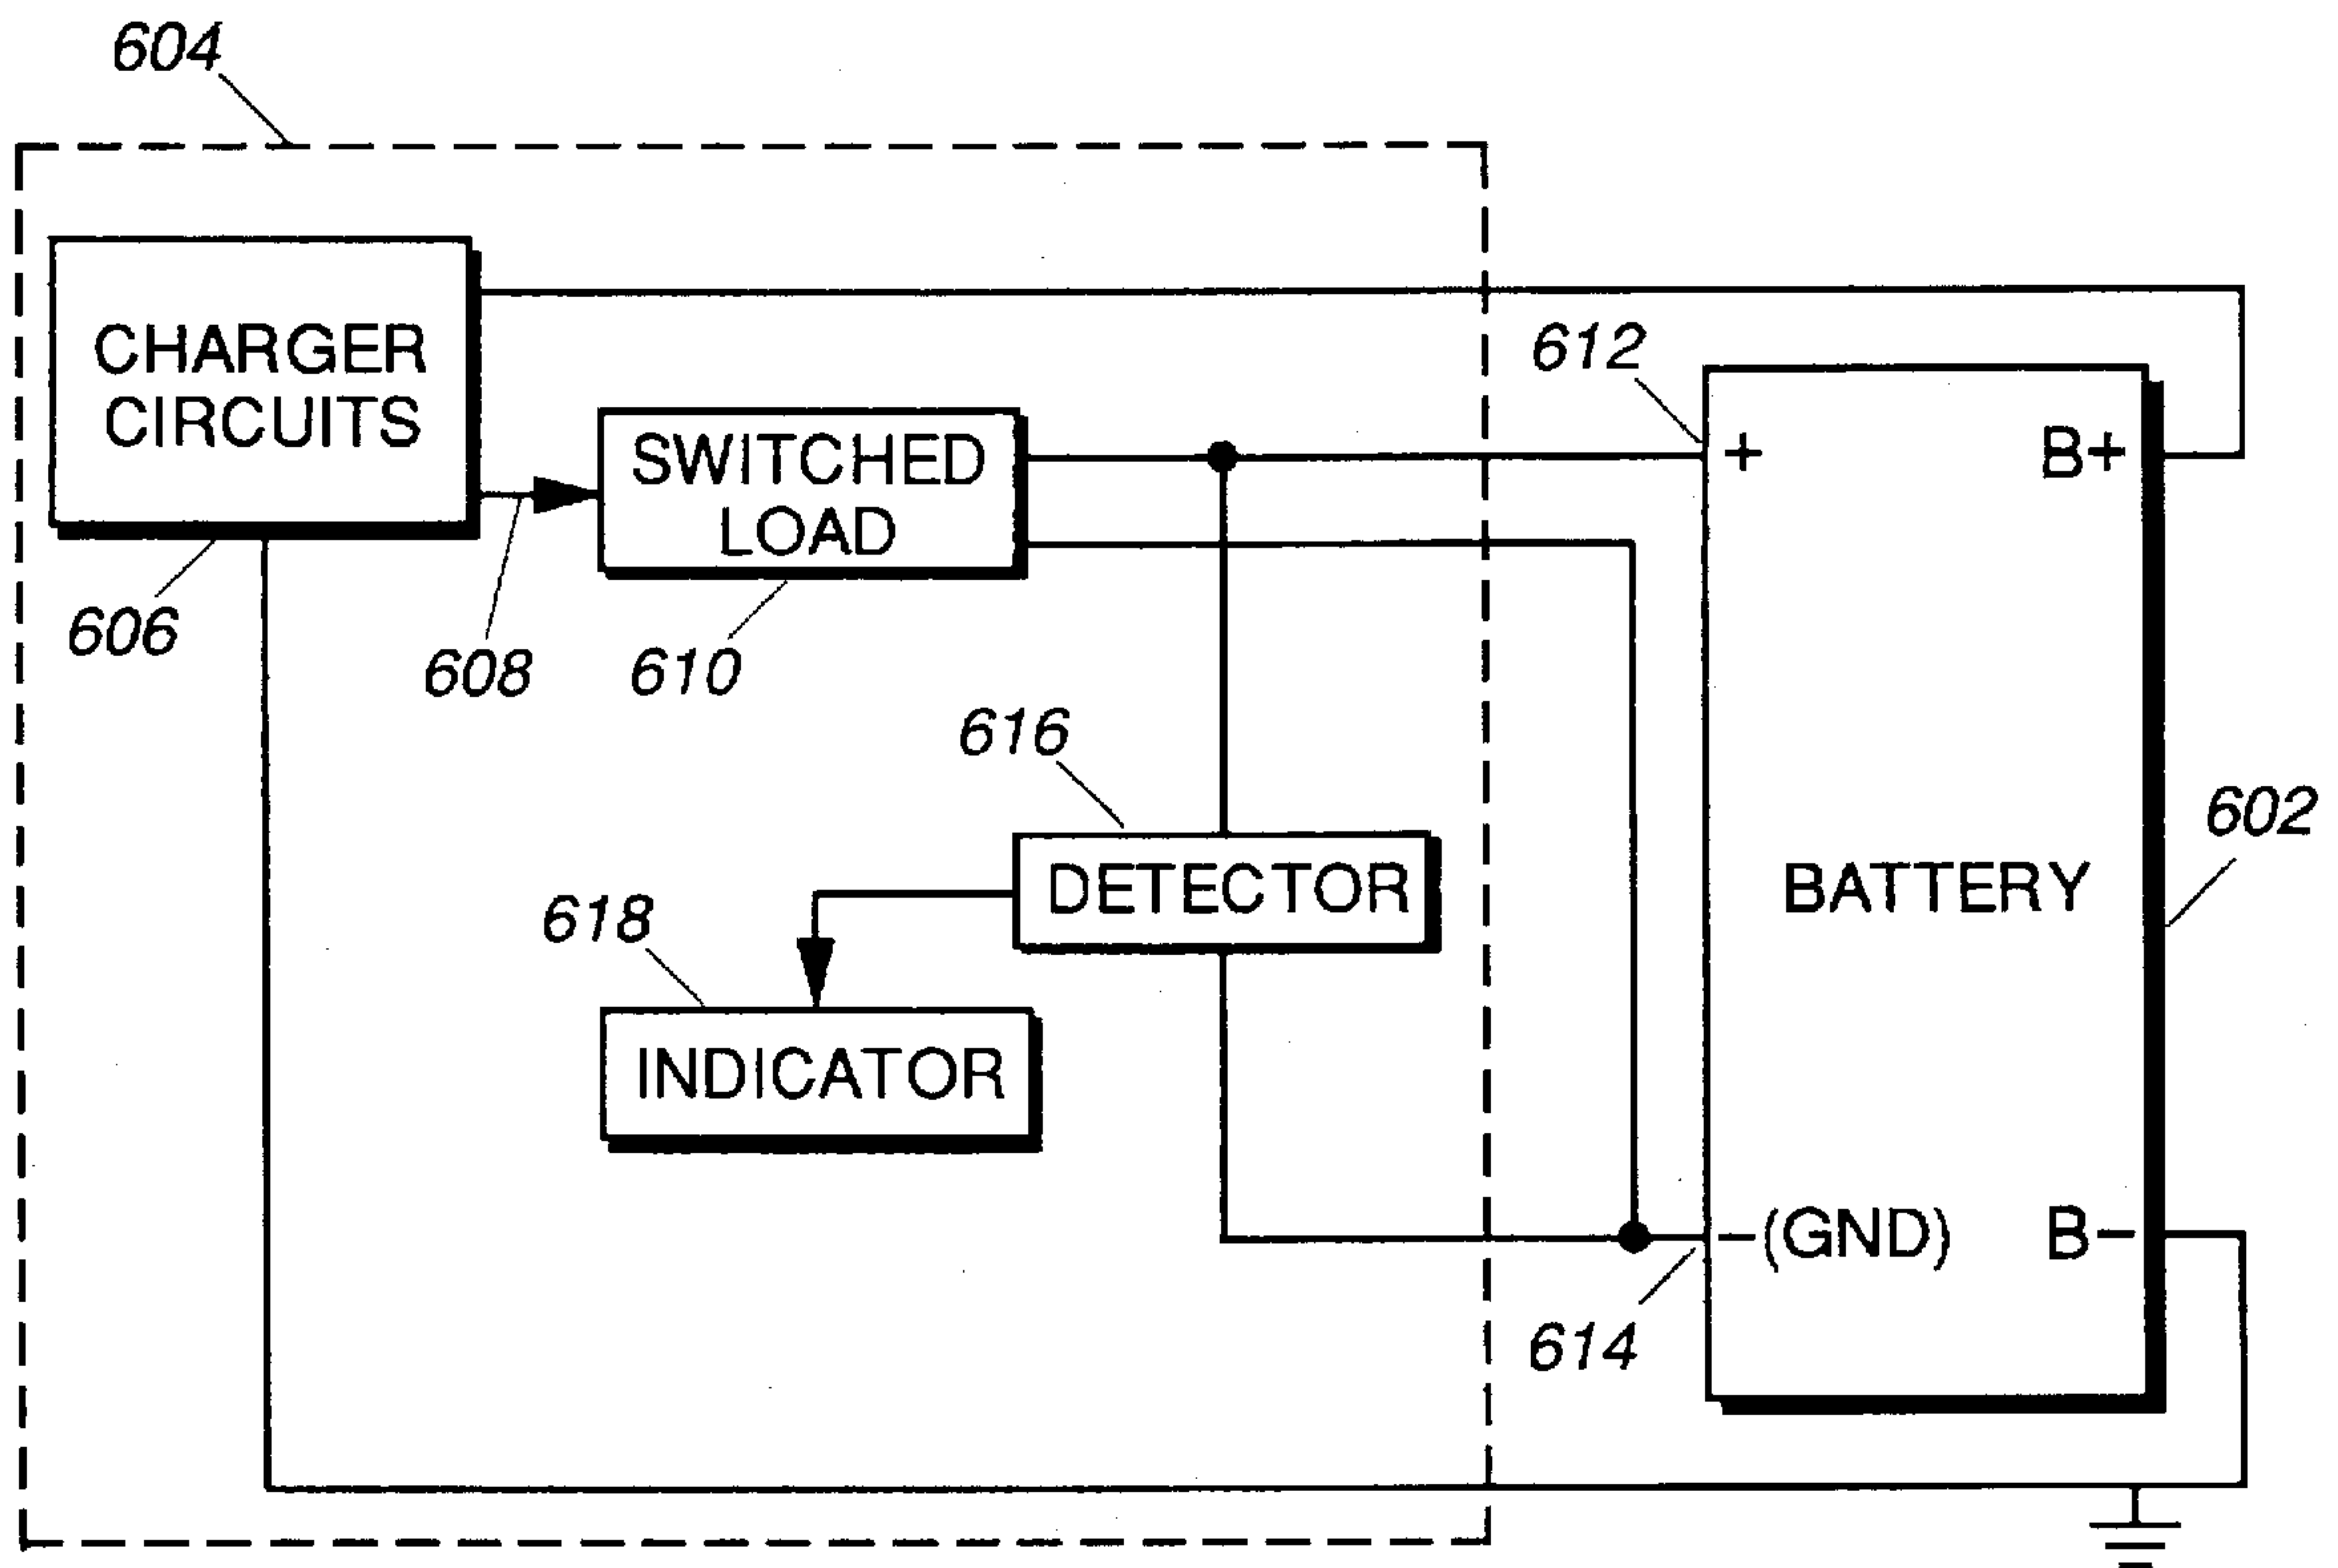 604
CHARGER
CIRCUITS
612
+
B+
SWITCHED
LOAD
606
608
610
616
602
DETECTOR
BATTERY
618
INDICATOR
–(GND)
B–
614